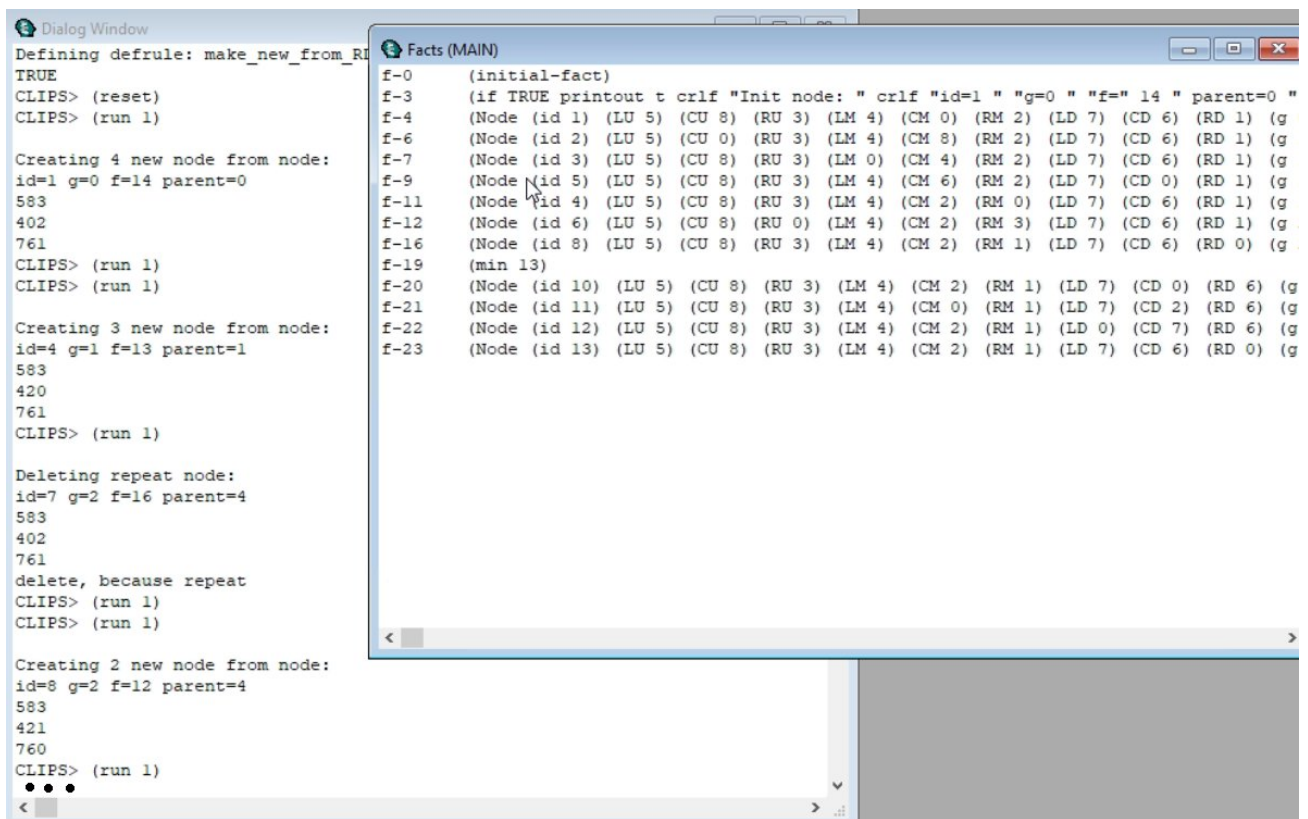 Dialog Window
Defining defrule: make_new_from_RD
TRUE
CLIPS> (reset)
CLIPS> (run 1)
Creating 4 new node from node:
id=1 g=0 f=14 parent=0
583
402
761
CLIPS> (run 1)
CLIPS> (run 1)
Creating 3 new node from node:
id=4 g=1 f=13 parent=1
583
420
761
CLIPS> (run 1)
Deleting repeat node:
id=7 g=2 f=16 parent=4
583
402
761
delete, because repeat
CLIPS> (run 1)
CLIPS> (run 1)
Creating 2 new node from node:
id=8 g=2 f=12 parent=4
583
421
760
CLIPS> (run 1)
Facts (MAIN)
f-0 (initial-fact)
f-3 (if TRUE printout t crlf "Init node: " crlf "id=1 " "g=0 " "f=" 14 " parent=0 "
f-4 (Node (id 1) (LU 5) (CU 8) (RU 3) (LM 4) (CM 0) (RM 2) (LD 7) (CD 6) (RD 1) (g
f-6 (Node (id 2) (LU 5) (CU 0) (RU 3) (LM 4) (CM 8) (RM 2) (LD 7) (CD 6) (RD 1) (g
f-7 (Node (id 3) (LU 5) (CU 8) (RU 3) (LM 0) (CM 4) (RM 2) (LD 7) (CD 6) (RD 1) (g
f-9 (Node (id 5) (LU 5) (CU 8) (RU 3) (LM 4) (CM 6) (RM 2) (LD 7) (CD 0) (RD 1) (g
f-11 (Node (id 4) (LU 5) (CU 8) (RU 3) (LM 4) (CM 2) (RM 0) (LD 7) (CD 6) (RD 1) (g
f-12 (Node (id 6) (LU 5) (CU 8) (RU 0) (LM 4) (CM 2) (RM 3) (LD 7) (CD 6) (RD 1) (g
f-16 (Node (id 8) (LU 5) (CU 8) (RU 3) (LM 4) (CM 2) (RM 1) (LD 7) (CD 6) (RD 0) (g
f-19 (min 13)
f-20 (Node (id 10) (LU 5) (CU 8) (RU 3) (LM 4) (CM 2) (RM 1) (LD 7) (CD 0) (RD 6) (g
f-21 (Node (id 11) (LU 5) (CU 8) (RU 3) (LM 4) (CM 0) (RM 1) (LD 7) (CD 2) (RD 6) (g
f-22 (Node (id 12) (LU 5) (CU 8) (RU 3) (LM 4) (CM 2) (RM 1) (LD 0) (CD 7) (RD 6) (g
f-23 (Node (id 13) (LU 5) (CU 8) (RU 3) (LM 4) (CM 2) (RM 1) (LD 7) (CD 6) (RD 0) (g